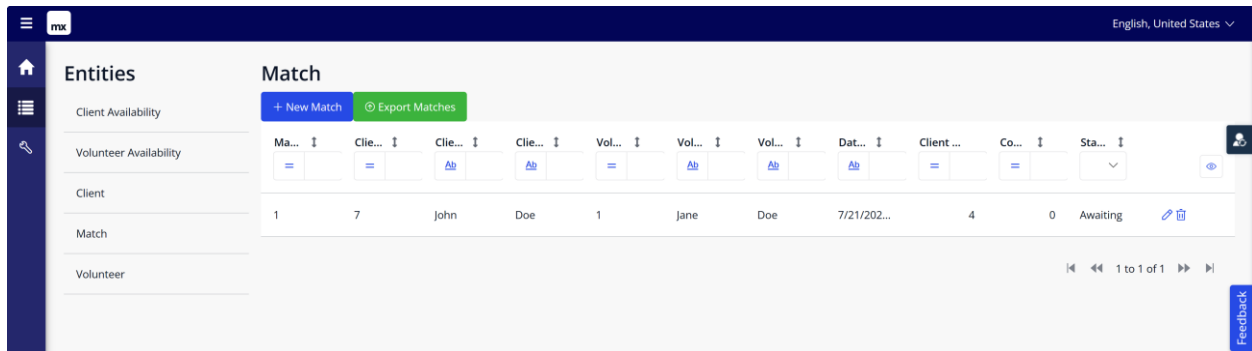 mx
English, United States
Entities
Client Availability
Volunteer Availability
Client
Match
Volunteer
Match
+ New Match
Export Matches
Ma... Clie... Clie... Clie... Vol... Vol... Vol... Dat... Client ... Co... Sta...
= = Ab Ab = Ab Ab Ab = =
1 7 John Doe 1 Jane Doe 7/21/202... 4 0 Awaiting
1 to 1 of 1
Feedback